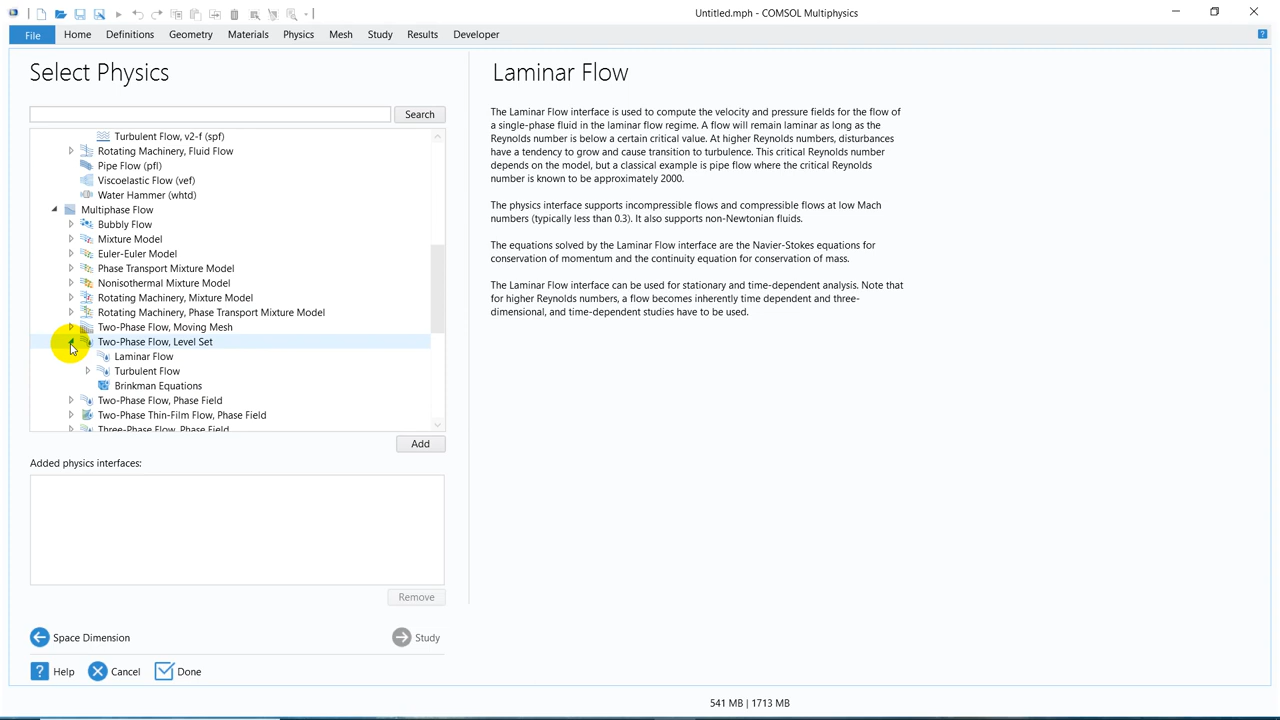 Untitled.mph - COMSOL Multiphysics
File Home Definitions Geometry Materials Physics Mesh Study Results Developer
Select Physics
Search
Turbulent Flow, v2-f (spf)
Rotating Machinery, Fluid Flow
Pipe Flow (pfl)
Viscoelastic Flow (vef)
Water Hammer (whtd)
Multiphase Flow
Bubbly Flow
Mixture Model
Euler-Euler Model
Phase Transport Mixture Model
Nonisothermal Mixture Model
Rotating Machinery, Mixture Model
Rotating Machinery, Phase Transport Mixture Model
Two-Phase Flow, Moving Mesh
Two-Phase Flow, Level Set
Laminar Flow
Turbulent Flow
Brinkman Equations
Two-Phase Flow, Phase Field
Two-Phase Thin-Film Flow, Phase Field
Three-Phase Flow, Phase Field
Add
Added physics interfaces:
Remove
Space Dimension
Study
? Help
Cancel
Done
Laminar Flow
The Laminar Flow interface is used to compute the velocity and pressure fields for the flow of
a single-phase fluid in the laminar flow regime. A flow will remain laminar as long as the
Reynolds number is below a certain critical value. At higher Reynolds numbers, disturbances
have a tendency to grow and cause transition to turbulence. This critical Reynolds number
depends on the model, but a classical example is pipe flow where the critical Reynolds
number is known to be approximately 2000.
The physics interface supports incompressible flows and compressible flows at low Mach
numbers (typically less than 0.3). It also supports non-Newtonian fluids.
The equations solved by the Laminar Flow interface are the Navier-Stokes equations for
conservation of momentum and the continuity equation for conservation of mass.
The Laminar Flow interface can be used for stationary and time-dependent analysis. Note that
for higher Reynolds numbers, a flow becomes inherently time dependent and three-
dimensional, and time-dependent studies have to be used.
541 MB | 1713 MB